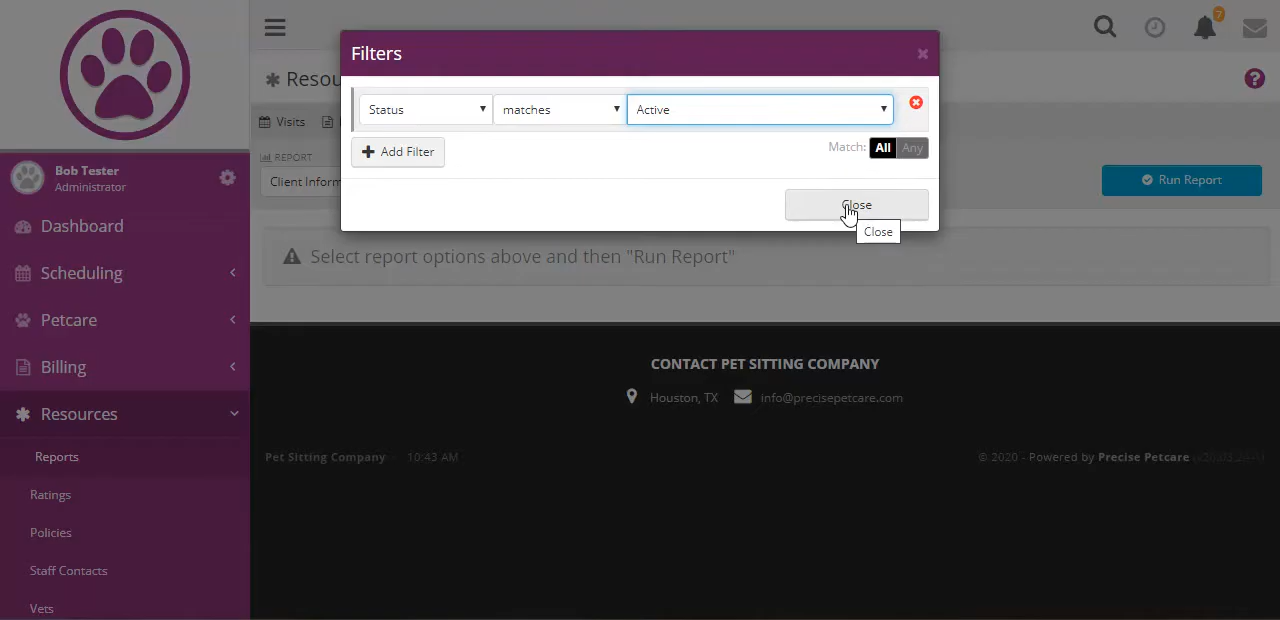 7
Filters
×
Resou
Status
matches
Active
Visits
Add Filter
Match: All Any
REPORT
Client Inform
Run Report
Close
Close
Select report options above and then "Run Report"
Bob Tester
Administrator
Dashboard
Scheduling
Petcare
Billing
Resources
Reports
Ratings
Policies
Staff Contacts
Vets
CONTACT PET SITTING COMPANY
Houston, TX info@precisepetcare.com
Pet Sitting Company - 10:43 AM
© 2020 - Powered by Precise Petcare